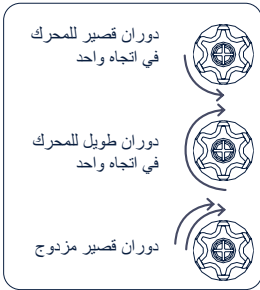 دوران قصير للمحرك
في اتجاه واحد
دوران طويل للمحرك
في اتجاه واحد
دوران قصير مزدوج